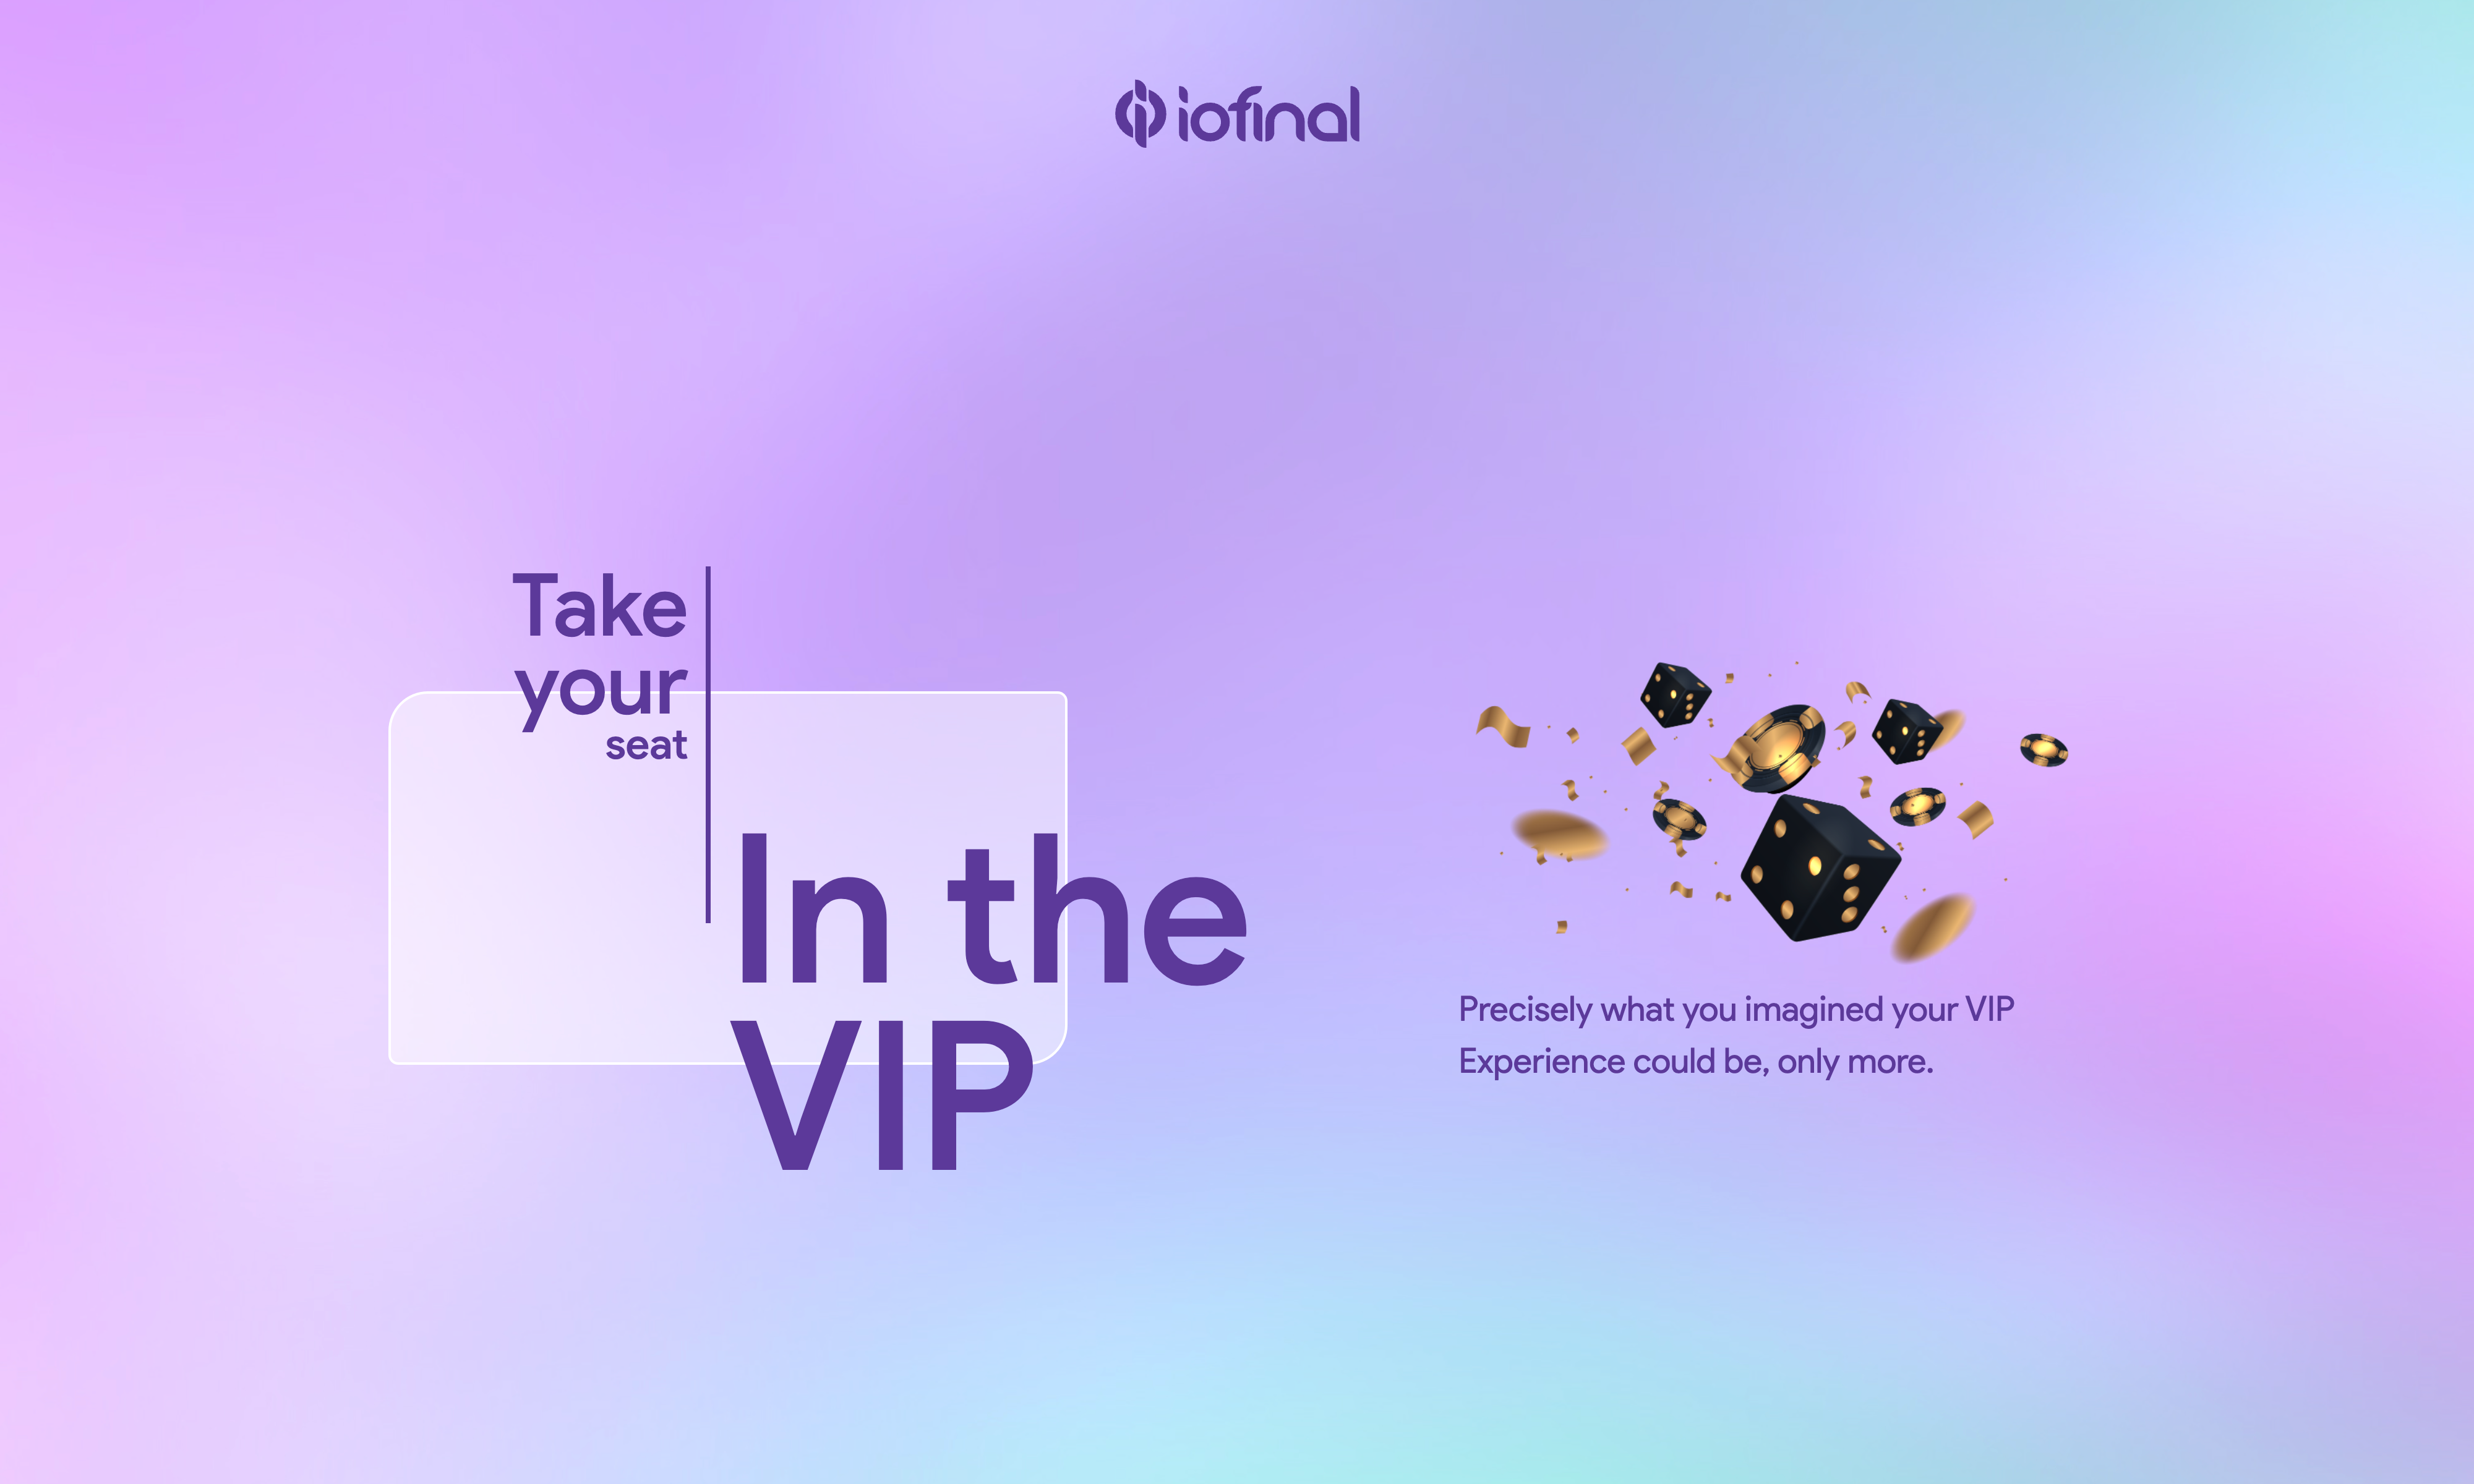 iofinal
Take
your
seat
In the
VIP
Precisely what you imagined your VIP
Experience could be, only more.